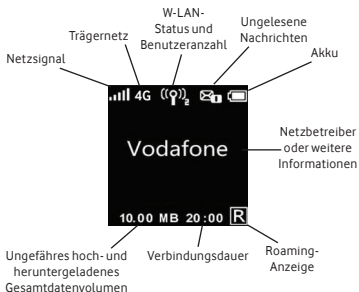 W-LAN-
Status und
Benutzeranzahl
Ungelesene
Nachrichten
Trägernetz
Akku
Netzsignal
4G 2
Vodafone
Netzbetreiber
oder weitere
Informationen
10.00 MB 20:00 R
Ungefähres hoch- und
heruntergeladenes
Gesamtdatenvolumen
Verbindungsdauer
Roaming-
Anzeige